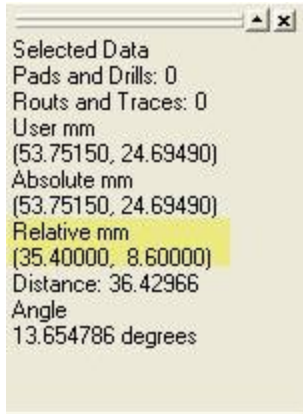 Selected Data
Pads and Drills: 0
Routs and Traces: 0
User mm
(53.75150, 24.69490)
Absolute mm
(53.75150, 24.69490)
Relative mm
(35.40000,  8.60000)
Distance: 36.42966
Angle
13.654786 degrees